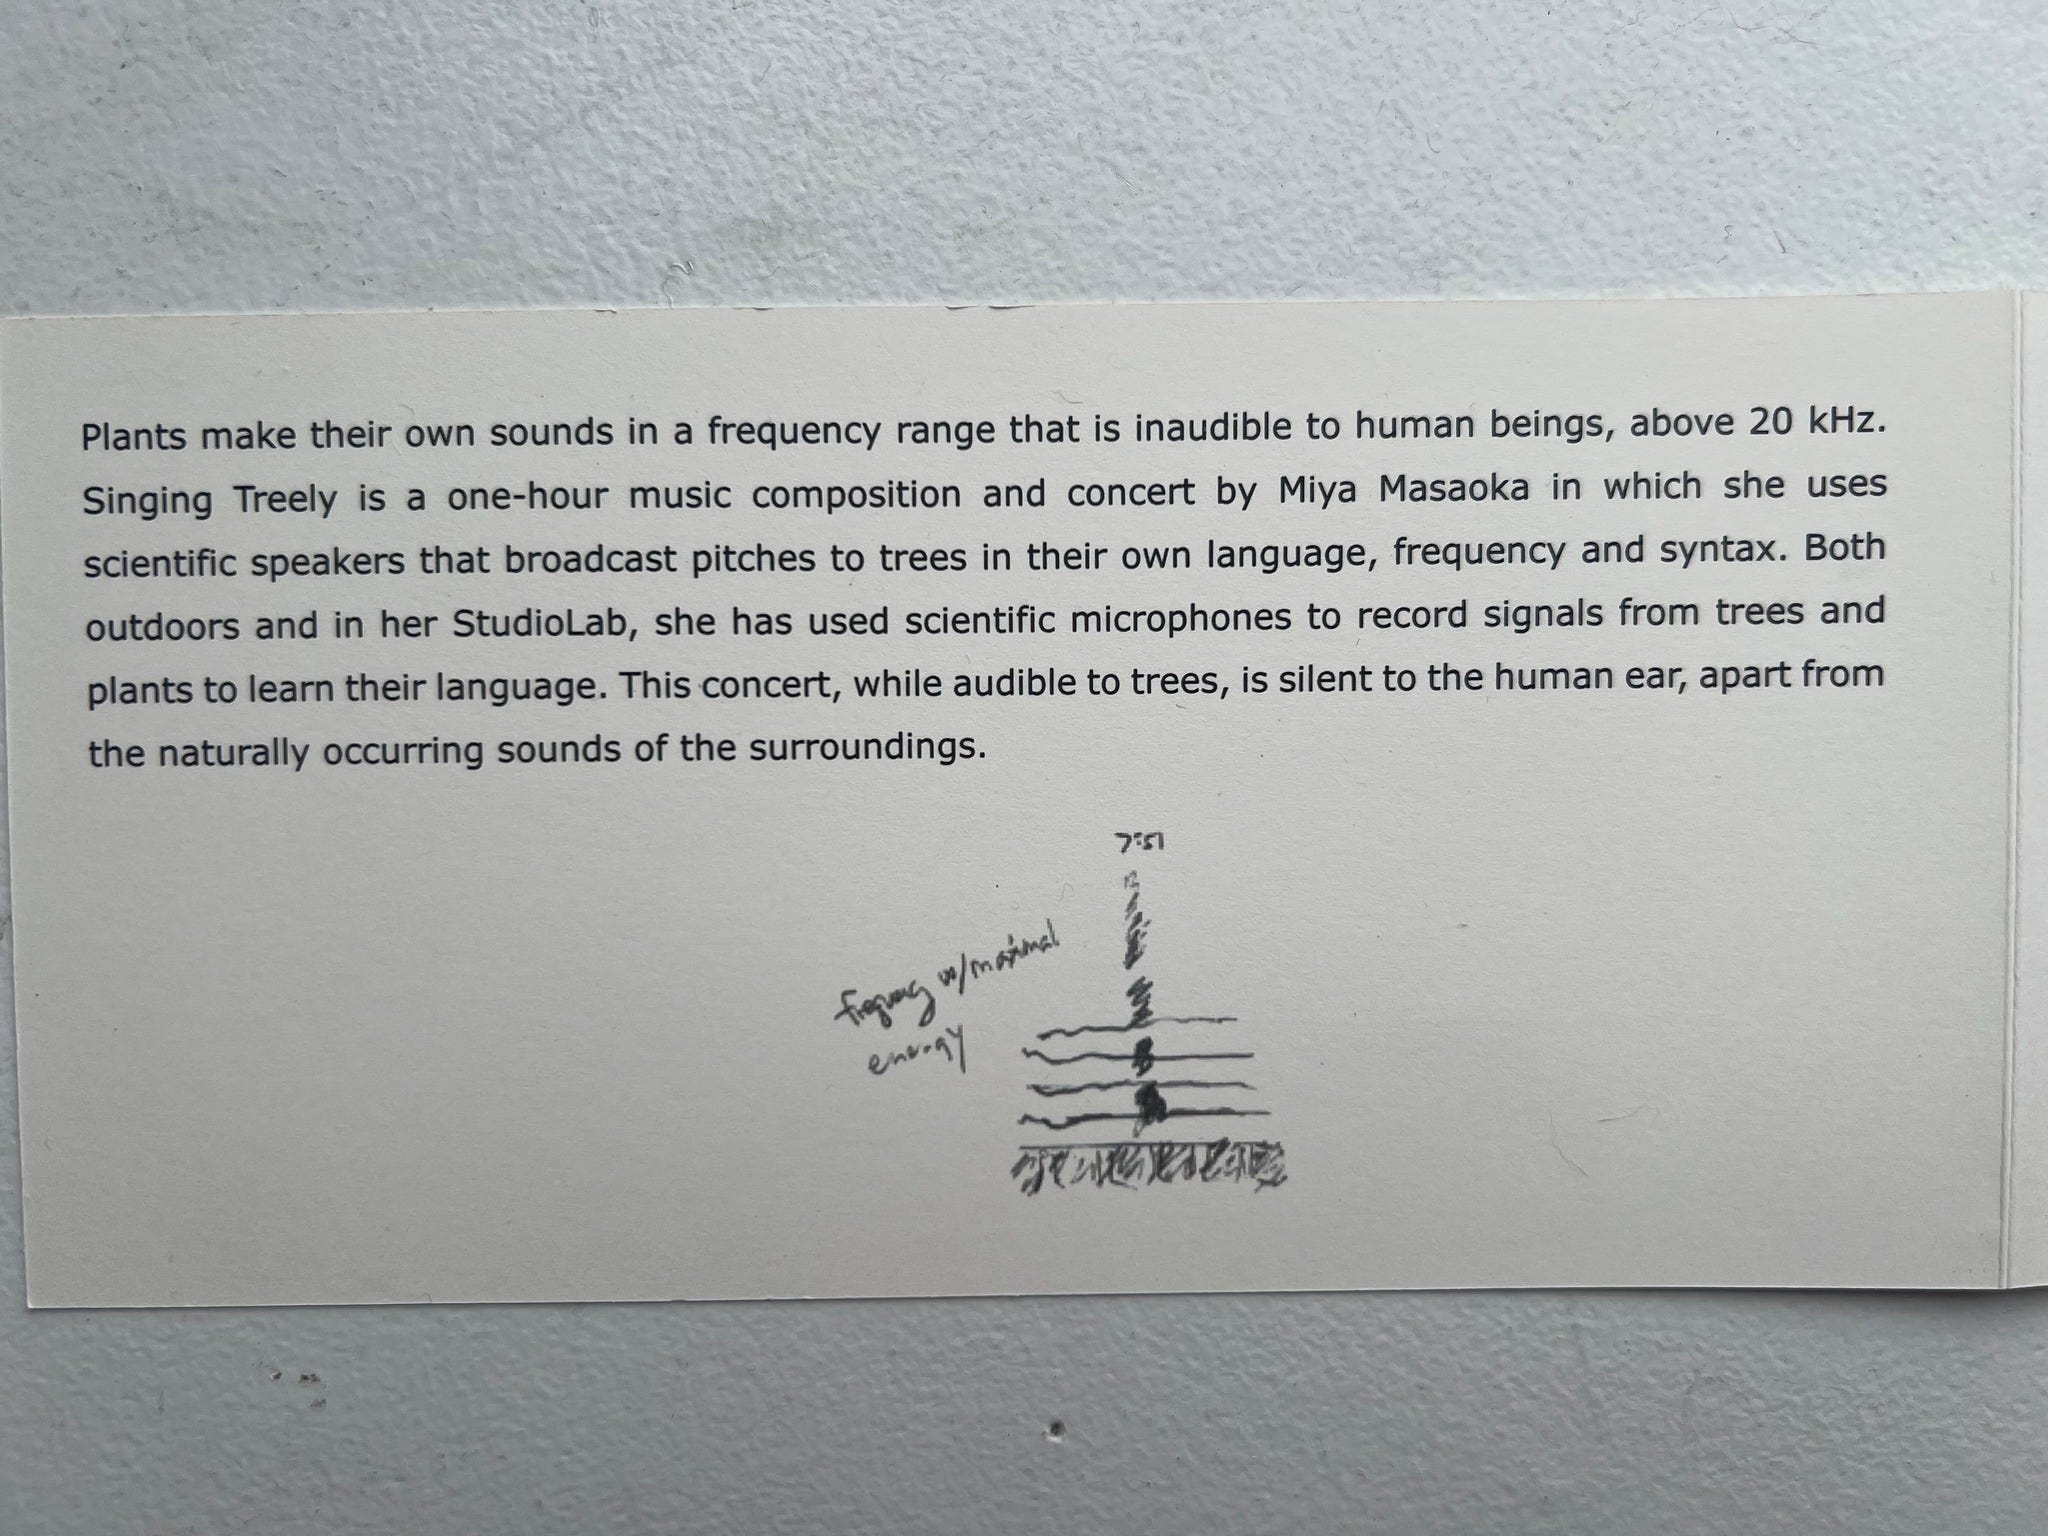 Plants make their own sounds in a frequency range that is inaudible to human beings, above 20 kHz.
Singing Treely is a one-hour music composition and concert by Miya Masaoka in which she uses
scientific speakers that broadcast pitches to trees in their own language, frequency and syntax. Both
outdoors and in her StudioLab, she has used scientific microphones to record signals from trees and
plants to learn their language. This concert, while audible to trees, is silent to the human ear, apart from
the naturally occurring sounds of the surroundings.
7:51
frequency w/maximal
energy